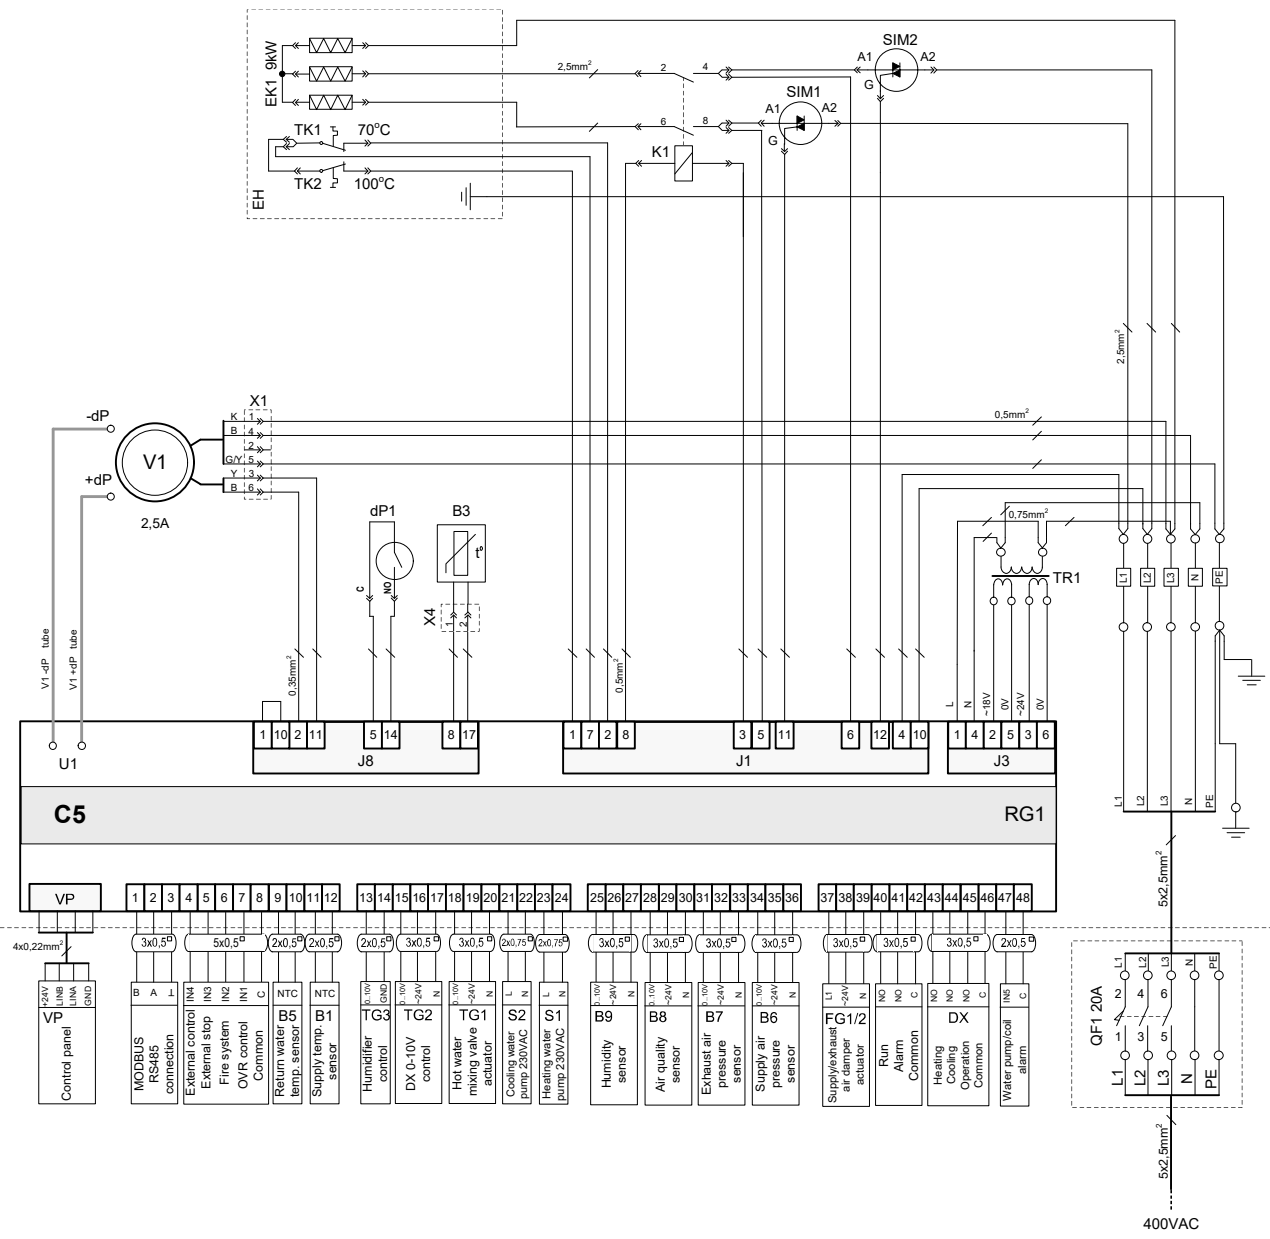 SIM2
A1
A2
G
EK1 9kW
2,5mm²
2
4
SIM1
A1
A2
G
6
8
TK1
70°C
K1
TK2
100°C
EH
2,5mm²
X1
-dP
K
1
B
4
2
G/Y
5
Y
3
B
6
0,5mm²
V1
+dP
2,5A
dP1
B3
0,75mm²
t°
TR1
L1
L2
L3
N
PE
C
NO
X4
1
2
V1 -dP tube
V1 +dP tube
0,35mm²
0,5mm²
L
N
~18V
0V
~24V
0V
1
10
2
11
5
14
8
17
1
7
2
8
3
5
11
6
12
4
10
1
4
2
5
3
6
U1
J8
J1
J3
C5
RG1
L1
L2
L3
N
PE
VP
1
2
3
4
5
6
7
8
9
10
11
12
13
14
15
16
17
18
19
20
21
22
23
24
25
26
27
28
29
30
31
32
33
34
35
36
37
38
39
40
41
42
43
44
45
46
47
48
5x2,5mm²
4x0,22mm²
3x0,5
5x0,5
2x0,5
2x0,5
2x0,5
3x0,5
3x0,5
2x0,75
2x0,75
3x0,5
3x0,5
3x0,5
3x0,5
3x0,5
3x0,5
3x0,5
2x0,5
+24V
LINB
LINA
GND
VP
Control panel
B
A
⊥
MODBUS
RS485
connection
IN4
IN3
IN2
IN1
C
External control
External stop
Fire system
OVR control
Common
NTC
B5
Return water
temp. sensor
NTC
B1
Supply temp.
sensor
0...10V
GND
TG3
Humidifier
control
0...10V
~24V
N
TG2
DX 0-10V
control
0...10V
~24V
N
TG1
Hot water
mixing valve
actuator
L
N
S2
Cooling water
pump 230VAC
L
N
S1
Heating water
pump 230VAC
0...10V
~24V
N
B9
Humidity
sensor
0...10V
~24V
N
B8
Air quality
sensor
0...10V
~24V
N
B7
Exhaust air
pressure
sensor
0...10V
~24V
N
B6
Supply air
pressure
sensor
L1
~24V
N
FG1/2
Supply/exhaust
air damper
actuator
NO
NO
C
Run
Alarm
Common
NO
NO
NO
C
DX
Heating
Cooling
Operation
Common
IN5
C
Water pump/coil
alarm
QF1 20A
L1
L2
L3
N
PE
2
4
6
1
3
5
L1
L2
L3
N
PE
5x2,5mm²
400VAC